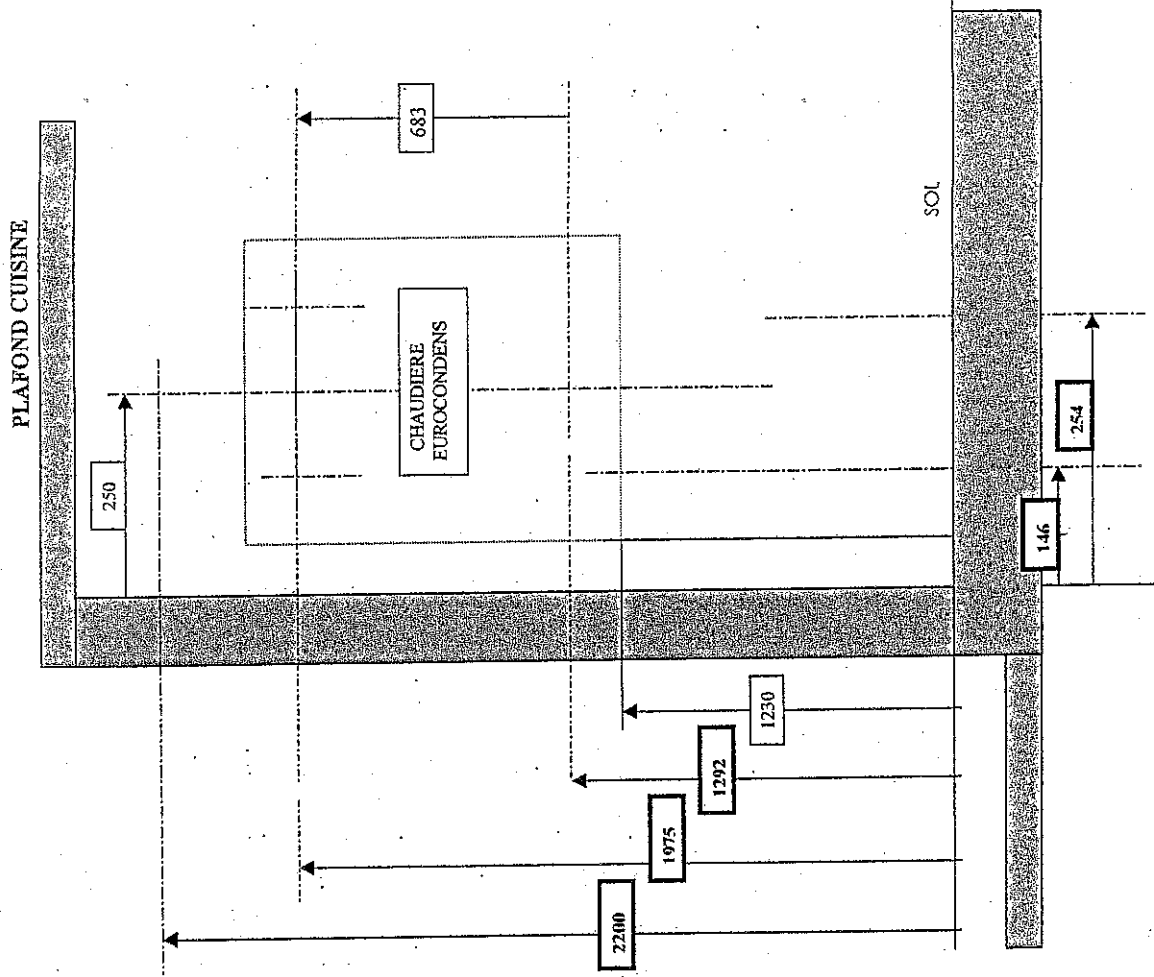 PLAFOND CUISINE
250
683
CHAUDIERE
EUROCONDENS
SOL
1230
1292
1975
2200
146
254